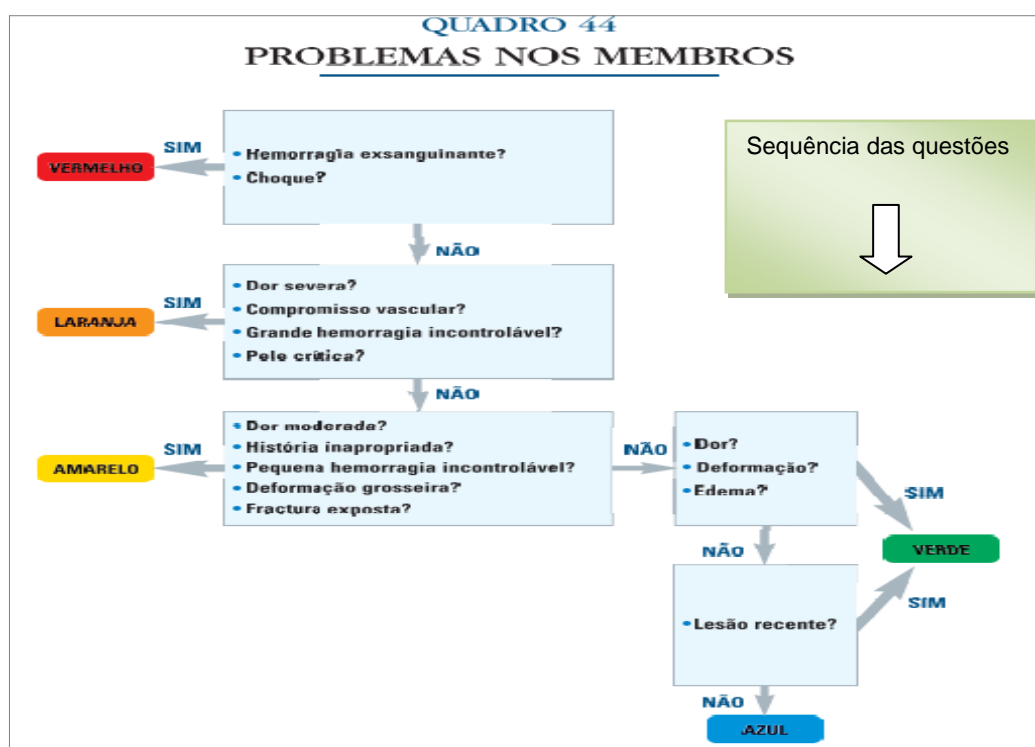 QUADRO 44
PROBLEMAS NOS MEMBROS
Sequência das questões
SIM
VERMELHO
• Hemorragia exsanguinante?
• Choque?
NÃO
SIM
LARANJA
• Dor severa?
• Compromisso vascular?
• Grande hemorragia incontrolável?
• Pele crítica?
NÃO
SIM
AMARELO
• Dor moderada?
• História inapropriada?
• Pequena hemorragia incontrolável?
• Deformação grosseira?
• Fractura exposta?
NÃO
• Dor?
• Deformação?
• Edema?
SIM
VERDE
NÃO
• Lesão recente?
SIM
NÃO
AZUL